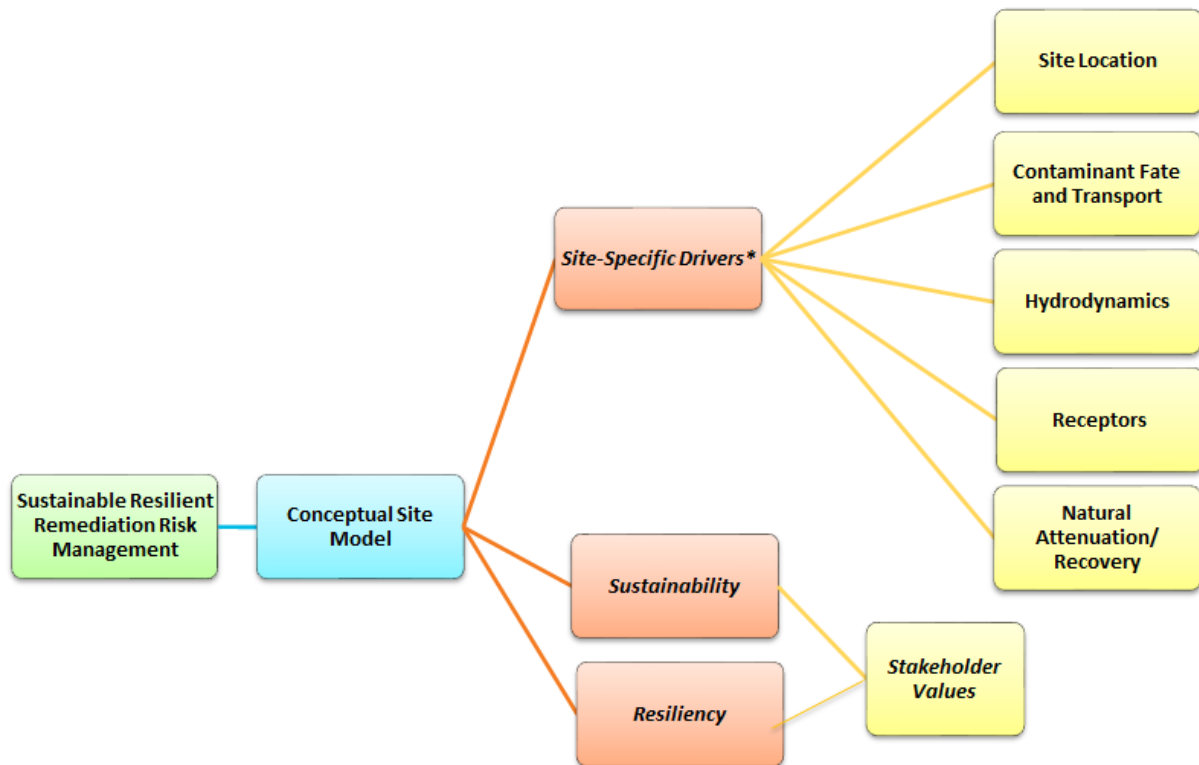 Site Location
Contaminant Fate
and Transport
Site-Specific Drivers*
Hydrodynamics
Receptors
Sustainable Resilient
Remediation Risk
Management
Conceptual Site
Model
Natural
Attenuation/
Recovery
Sustainability
Stakeholder
Values
Resiliency